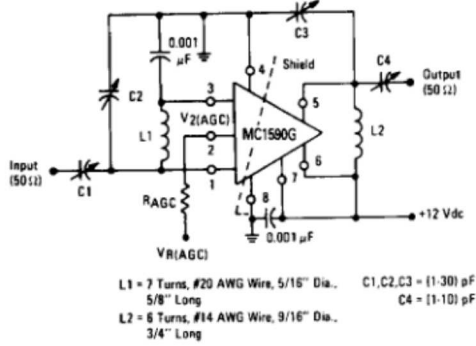 C3
0.001
μF
4
Shield
C4
Output
(50Ω)
C2
3
5
V2(AGC)
MC1590G
L1
L2
2
6
Input
(50Ω)
1
7
C1
RAGC
8
+12 Vdc
0.001 μF
VR(AGC)
L1 = 7 Turns, #20 AWG Wire, 5/16" Dia.,
5/8" Long
C1,C2,C3 = (1-30) pF
C4 = (1-10) pF
L2 = 6 Turns, #14 AWG Wire, 9/16" Dia.,
3/4" Long